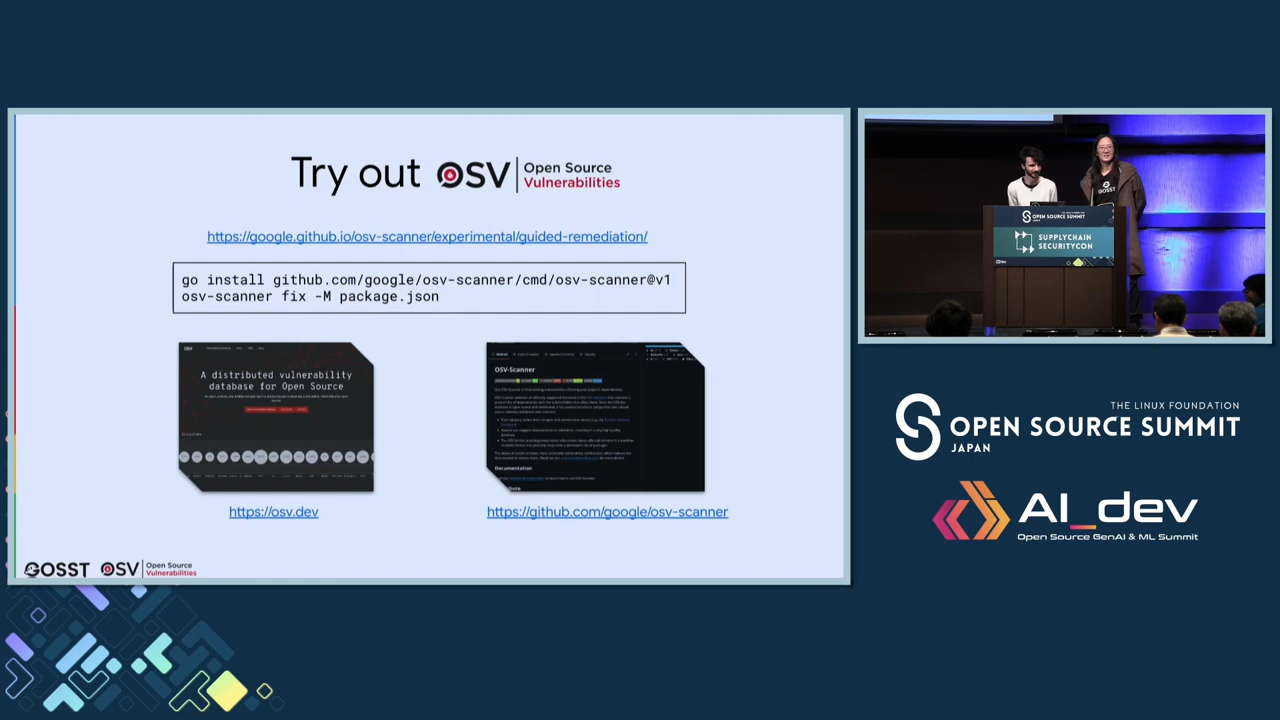 Try out OSV Open Source
Vulnerabilities
https://google.github.io/osv-scanner/experimental/guided-remediation/
go install github.com/google/osv-scanner/cmd/osv-scanner@v1
osv-scanner fix -M package.json
A distributed vulnerability
database for Open Source
https://osv.dev
OSV-Scanner
Documentation
https://github.com/google/osv-scanner
GOSST OSV Open Source
Vulnerabilities
GOSST
OPEN SOURCE SUMMIT
SUPPLYCHAIN
SECURITYCON
THE LINUX FOUNDATION
OPEN SOURCE SUMMIT
JAPAN
AI_dev
Open Source GenAI & ML Summit